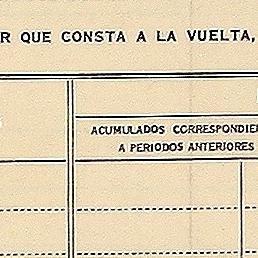 R QUE CONSTA A LA VUELTA,
ACUMULADOS CORRESPONDIE
A PERIODOS ANTERIORES